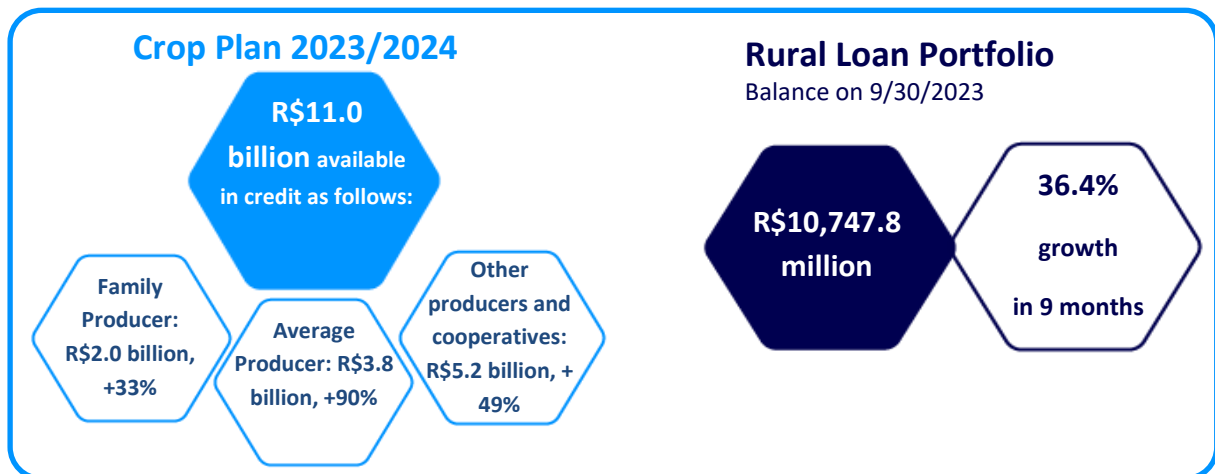 Crop Plan 2023/2024
R$11.0
billion available
in credit as follows:
Family
Producer:
R$2.0 billion,
+33%
Average
Producer: R$3.8
billion, +90%
Other
producers and
cooperatives:
R$5.2 billion, +
49%
Rural Loan Portfolio
Balance on 9/30/2023
R$10,747.8
million
36.4%
growth
in 9 months